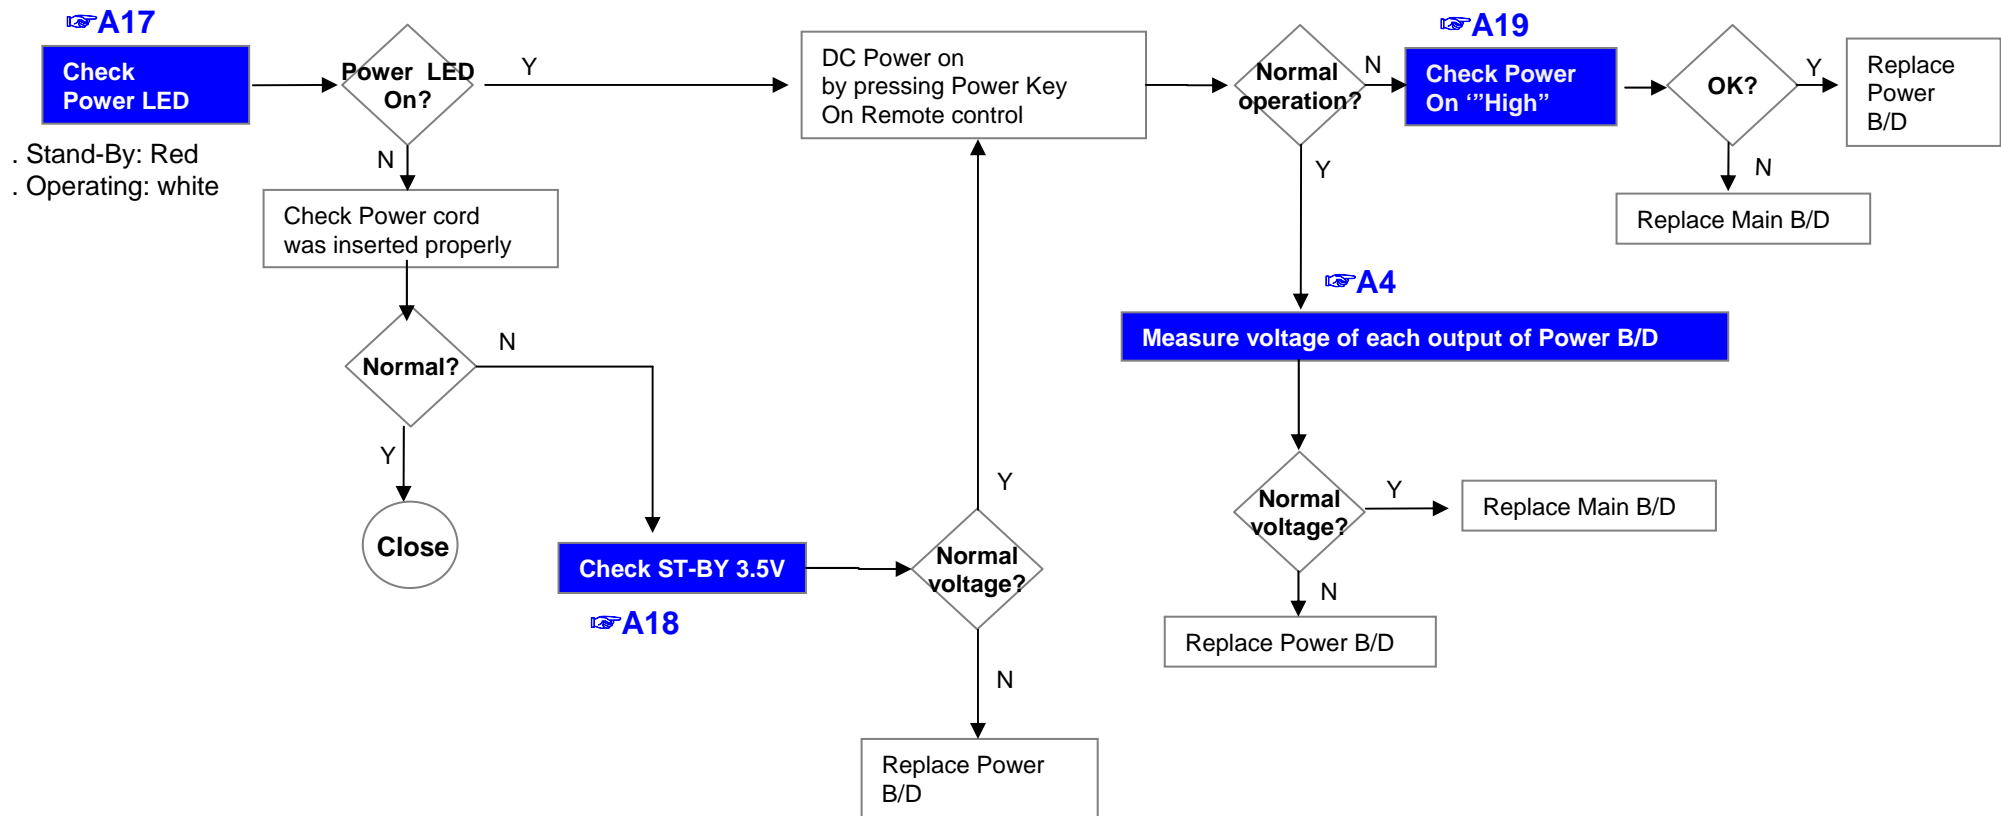 ☞A17
Check
Power LED
. Stand-By: Red
. Operating: white
Power LED
On?
Y
N
Check Power cord
was inserted properly
Normal?
N
Y
Close
Check ST-BY 3.5V
☞A18
Normal
voltage?
Y
N
Replace Power
B/D
DC Power on
by pressing Power Key
On Remote control
Normal
operation?
N
Y
☞A19
Check Power
On ‘”High”
OK?
Y
N
Replace
Power
B/D
Replace Main B/D
☞A4
Measure voltage of each output of Power B/D
Normal
voltage?
Y
N
Replace Main B/D
Replace Power B/D